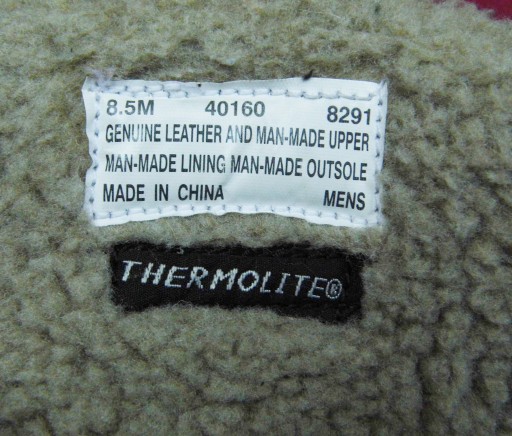 8.5M 40160 8291
GENUINE LEATHER AND MAN-MADE UPPER
MAN-MADE LINING MAN-MADE OUTSOLE
MADE IN CHINA MENS
THERMOLITE®